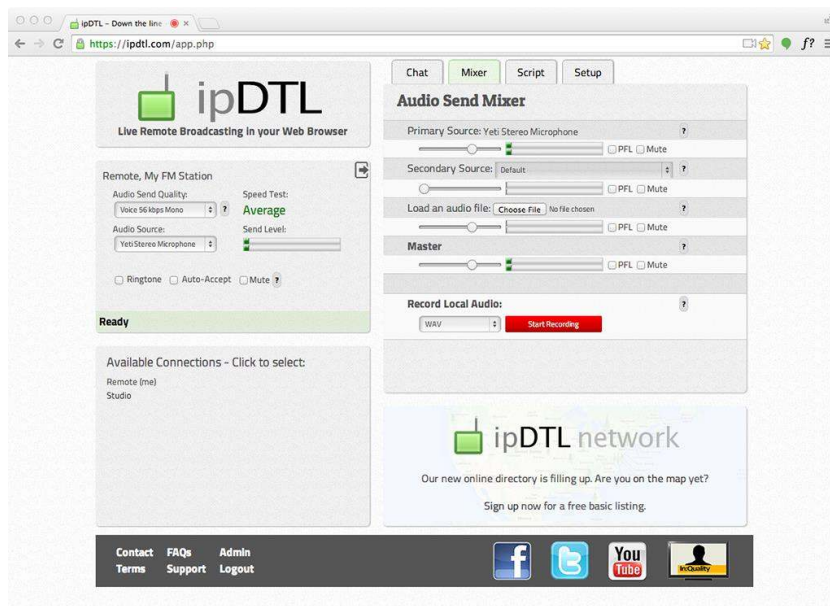 ipDTL - Down the line
https://ipdtl.com/app.php
f?
ipDTL
Live Remote Broadcasting in your Web Browser
Remote, My FM Station
Audio Send Quality:
Speed Test:
Voice 56 kbps Mono
?
Average
Audio Source:
Send Level:
Yeti Stereo Microphone
Ringtone
Auto-Accept
Mute
?
Ready
Available Connections - Click to select:
Remote (me)
Studio
Chat
Mixer
Script
Setup
Audio Send Mixer
Primary Source: Yeti Stereo Microphone
?
PFL
Mute
Secondary Source:
Default
?
PFL
Mute
Load an audio file:
Choose File
No file chosen
?
PFL
Mute
Master
?
PFL
Mute
Record Local Audio:
?
WAV
Start Recording
ipDTL network
Our new online directory is filling up. Are you on the map yet?
Sign up now for a free basic listing.
Contact FAQs Admin
Terms Support Logout
f
t
You
Tube
In:Quality